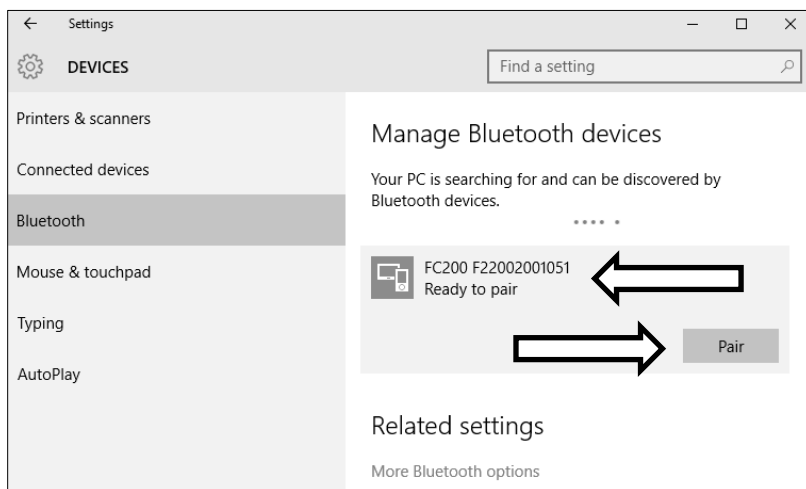 Settings
DEVICES
Find a setting
Printers & scanners
Connected devices
Bluetooth
Mouse & touchpad
Typing
AutoPlay
Manage Bluetooth devices
Your PC is searching for and can be discovered by
Bluetooth devices.
FC200 F22002001051
Ready to pair
Pair
Related settings
More Bluetooth options